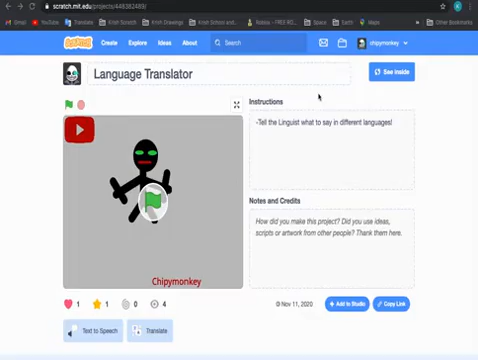 scratch.mit.edu/projects/448382489/
Gmail YouTube Translate Krish Scratch Krish Drawings Krish School and Roblox - FREE RO... Space Earth Maps Other Bookmarks
SCRATCH Create Explore Ideas About Search chipymonkey
Language Translator
See inside
Instructions
-Tell the Linguist what to say in different languages!
Notes and Credits
How did you make this project? Did you use ideas,
scripts or artwork from other people? Thank them here.
Chipymonkey
1 1 0 4
Nov 11, 2020
Add to Studio
Copy Link
Text to Speech
Translate